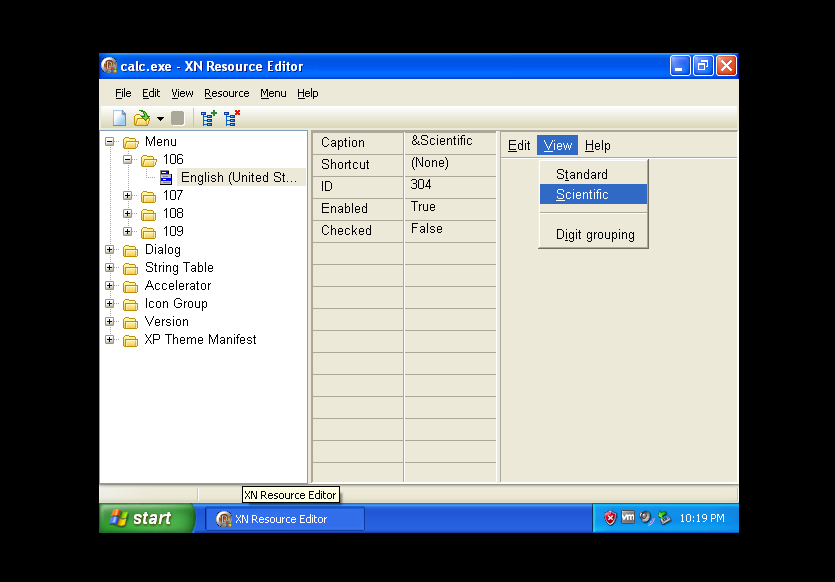 calc.exe - XN Resource Editor
File Edit View Resource Menu Help
Menu
106
English (United St...
107
108
109
Dialog
String Table
Accelerator
Icon Group
Version
XP Theme Manifest
Caption &Scientific
Shortcut (None)
ID 304
Enabled True
Checked False
Edit View Help
Standard
Scientific
Digit grouping
XN Resource Editor
start
XN Resource Editor
vm
10:19 PM